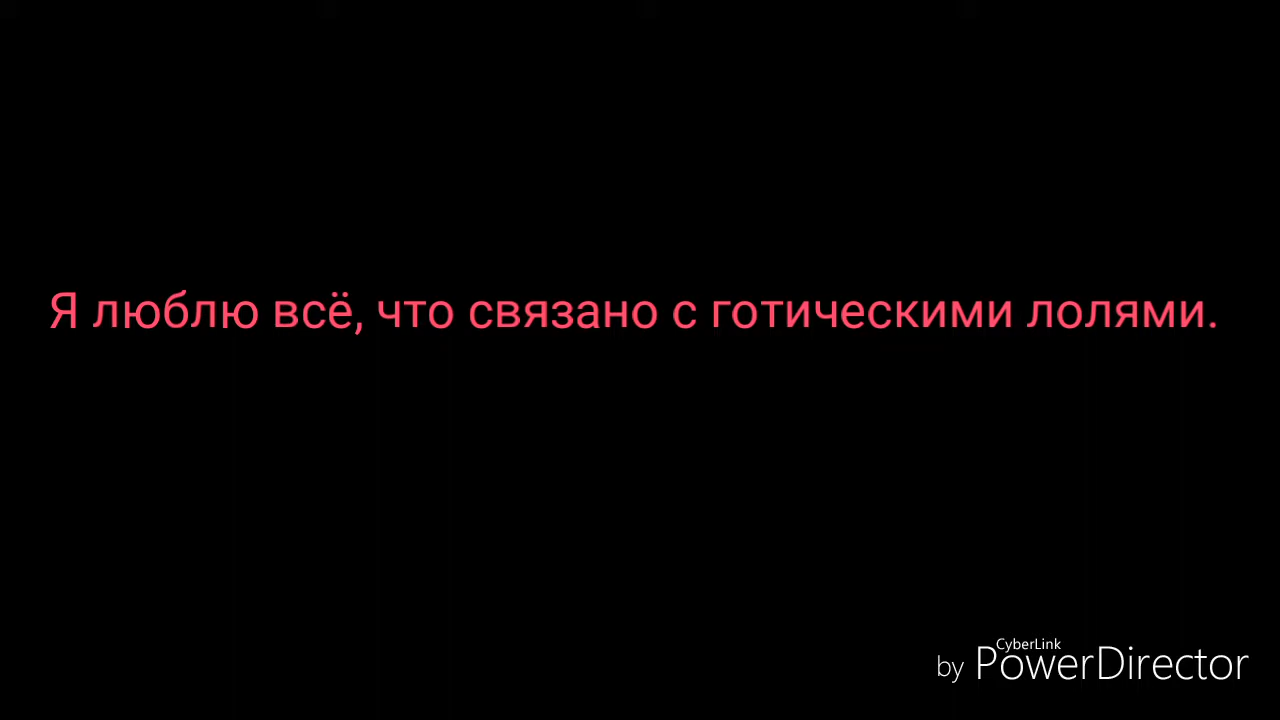 Я люблю всё, что связано с готическими лолями.
CyberLink
by PowerDirector